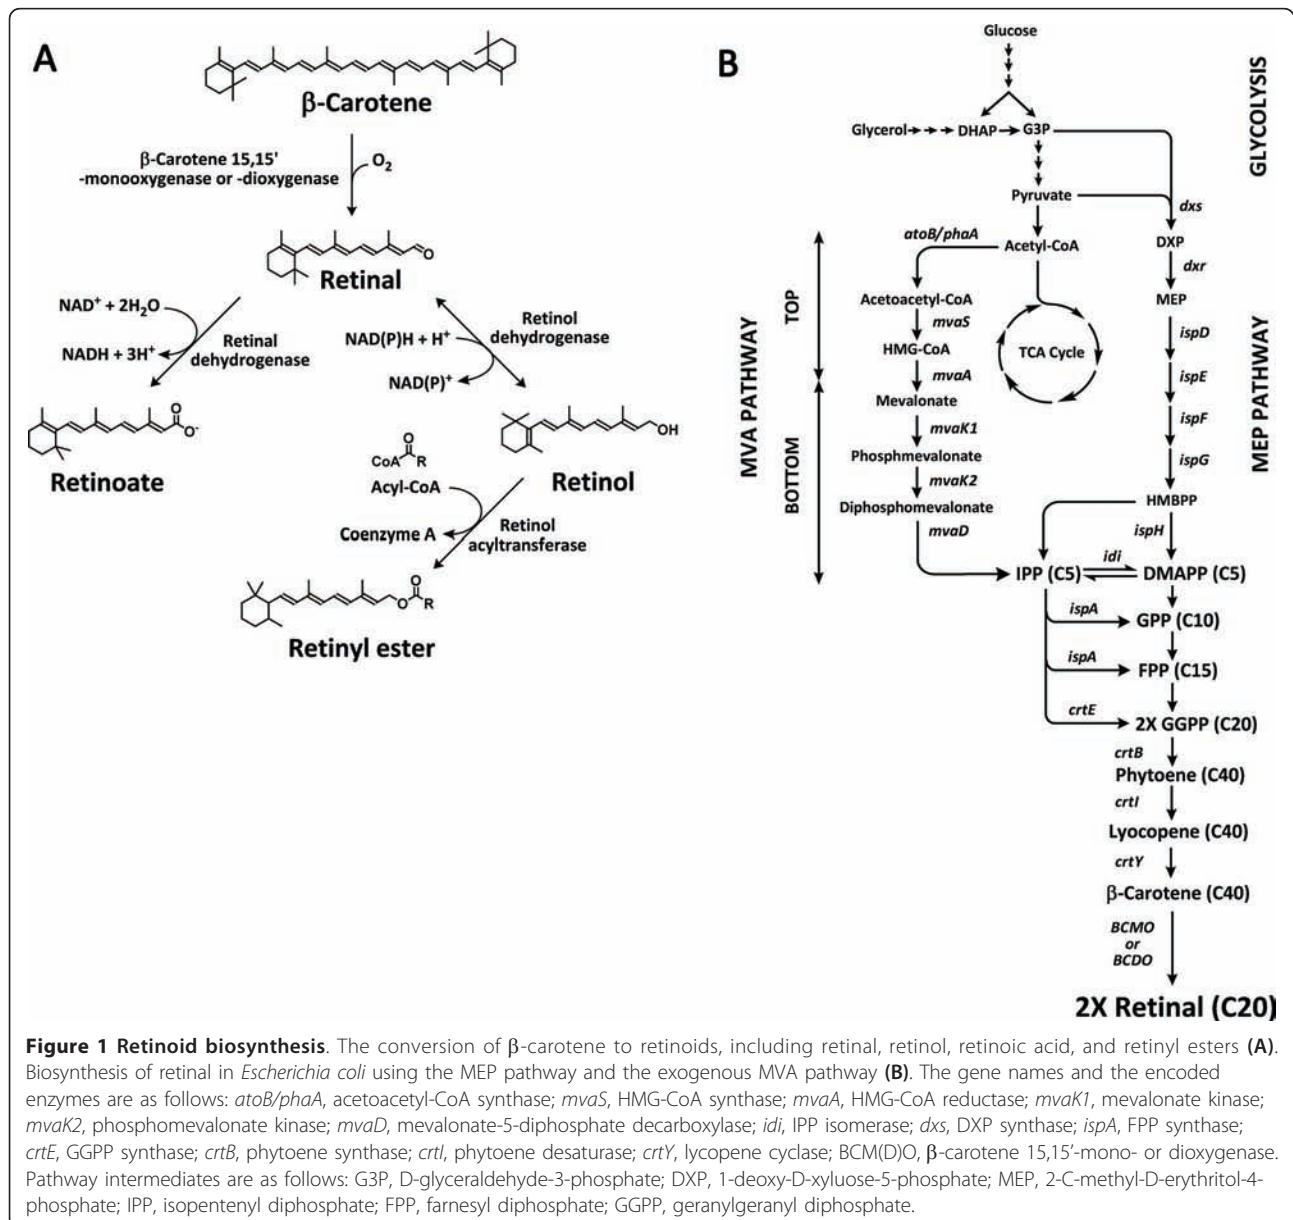 A
β-Carotene
β-Carotene 15,15'
-monooxygenase or -dioxygenase
O₂
O
Retinal
NAD⁺ + 2H₂O
NADH + 3H⁺
Retinal
dehydrogenase
NAD(P)H + H⁺
NAD(P)⁺
Retinol
dehydrogenase
O
O⁻
Retinoate
OH
Retinol
O
CoA R
Acyl-CoA
Coenzyme A
Retinol
acyltransferase
O
O R
Retinyl ester
B
Glucose
Glycerol DHAP G3P
Pyruvate
GLYCOLYSIS
dxs
atoB/phaA
Acetyl-CoA
DXP
dxr
Acetoacetyl-CoA
MEP
mvaS
ispD
HMG-CoA
TCA Cycle
mvaA
ispE
Mevalonate
mvaK1
ispF
Phosphmevalonate
ispG
mvaK2
HMBPP
Diphosphomevalonate
mvaD
ispH
TOP
BOTTOM
MVA PATHWAY
MEP PATHWAY
idi
IPP (C5) DMAPP (C5)
ispA
GPP (C10)
ispA
FPP (C15)
crtE
2X GGPP (C20)
crtB
Phytoene (C40)
crtI
Lyocopene (C40)
crtY
β-Carotene (C40)
BCMO
or
BCDO
2X Retinal (C20)
Figure 1 Retinoid biosynthesis. The conversion of β-carotene to retinoids, including retinal, retinol, retinoic acid, and retinyl esters (A).
Biosynthesis of retinal in Escherichia coli using the MEP pathway and the exogenous MVA pathway (B). The gene names and the encoded
enzymes are as follows: atoB/phaA, acetoacetyl-CoA synthase; mvaS, HMG-CoA synthase; mvaA, HMG-CoA reductase; mvaK1, mevalonate kinase;
mvaK2, phosphomevalonate kinase; mvaD, mevalonate-5-diphosphate decarboxylase; idi, IPP isomerase; dxs, DXP synthase; ispA, FPP synthase;
crtE, GGPP synthase; crtB, phytoene synthase; crtI, phytoene desaturase; crtY, lycopene cyclase; BCM(D)O, β-carotene 15,15'-mono- or dioxygenase.
Pathway intermediates are as follows: G3P, D-glyceraldehyde-3-phosphate; DXP, 1-deoxy-D-xyluose-5-phosphate; MEP, 2-C-methyl-D-erythritol-4-
phosphate; IPP, isopentenyl diphosphate; FPP, farnesyl diphosphate; GGPP, geranylgeranyl diphosphate.